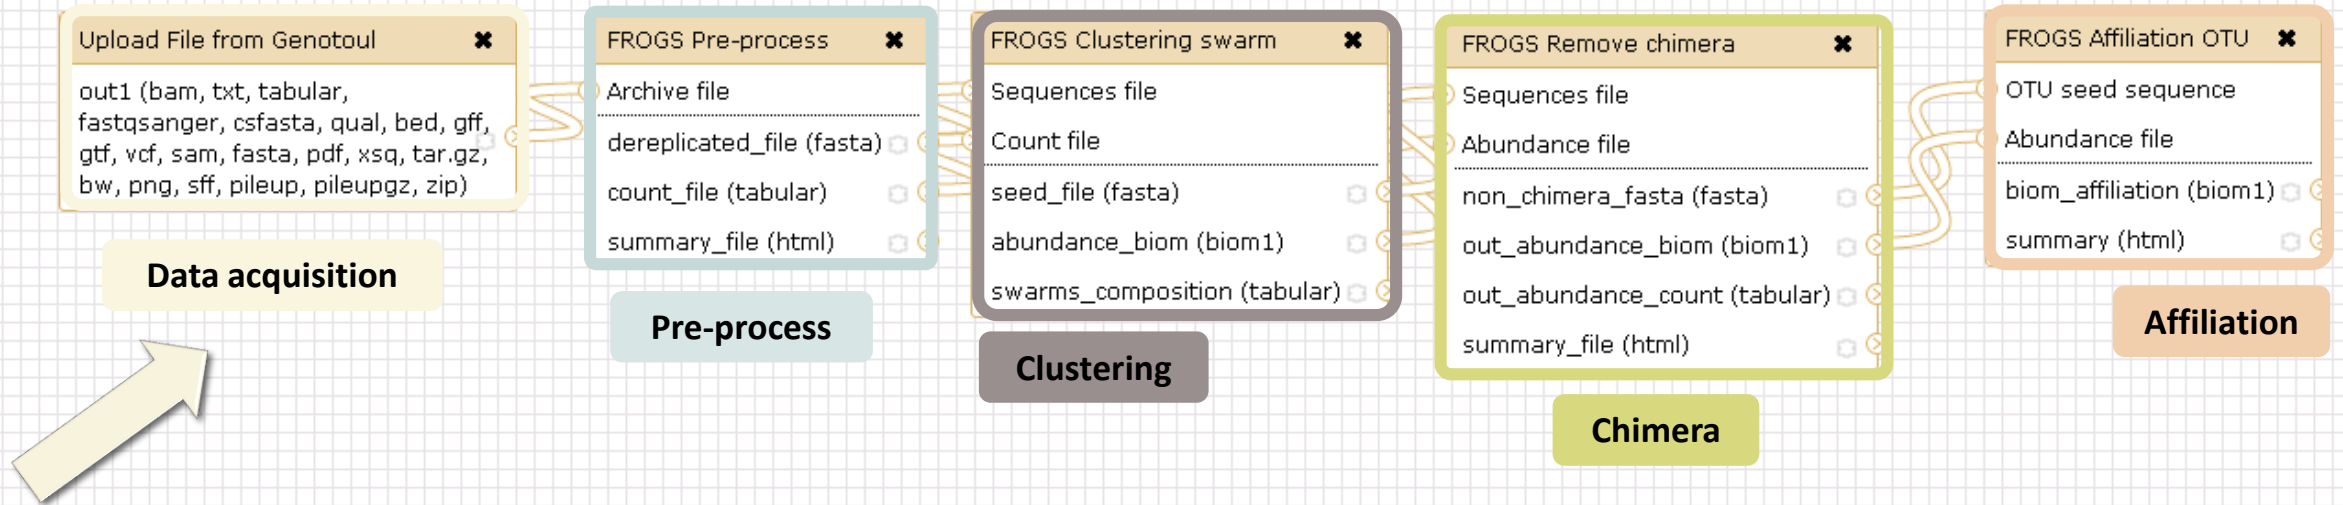 Upload File from Genotoul
out1 (bam, txt, tabular,
fastqsanger, csfasta, qual, bed, gff,
gtf, vcf, sam, fasta, pdf, xsq, tar.gz,
bw, png, sff, pileup, pileupgz, zip)
Data acquisition
FROGS Pre-process
Archive file
dereplicated_file (fasta)
count_file (tabular)
summary_file (html)
Pre-process
FROGS Clustering swarm
Sequences file
Count file
seed_file (fasta)
abundance_biom (biom1)
swarms_composition (tabular)
Clustering
FROGS Remove chimera
Sequences file
Abundance file
non_chimera_fasta (fasta)
out_abundance_biom (biom1)
out_abundance_count (tabular)
summary_file (html)
Chimera
FROGS Affiliation OTU
OTU seed sequence
Abundance file
biom_affiliation (biom1)
summary (html)
Affiliation